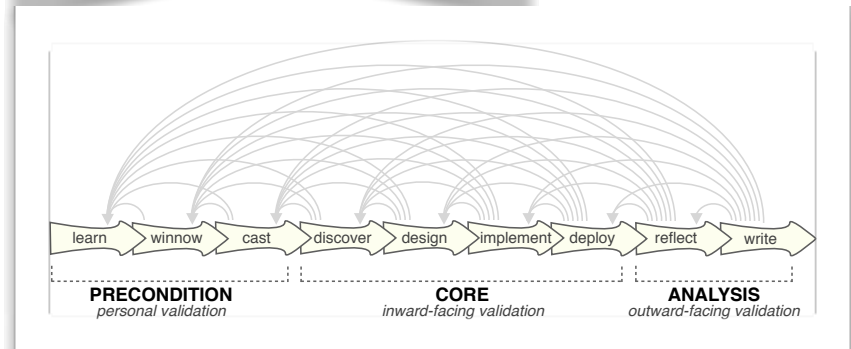 learn winnow cast discover design implement deploy reflect write
PRECONDITION CORE ANALYSIS
personal validation inward-facing validation outward-facing validation